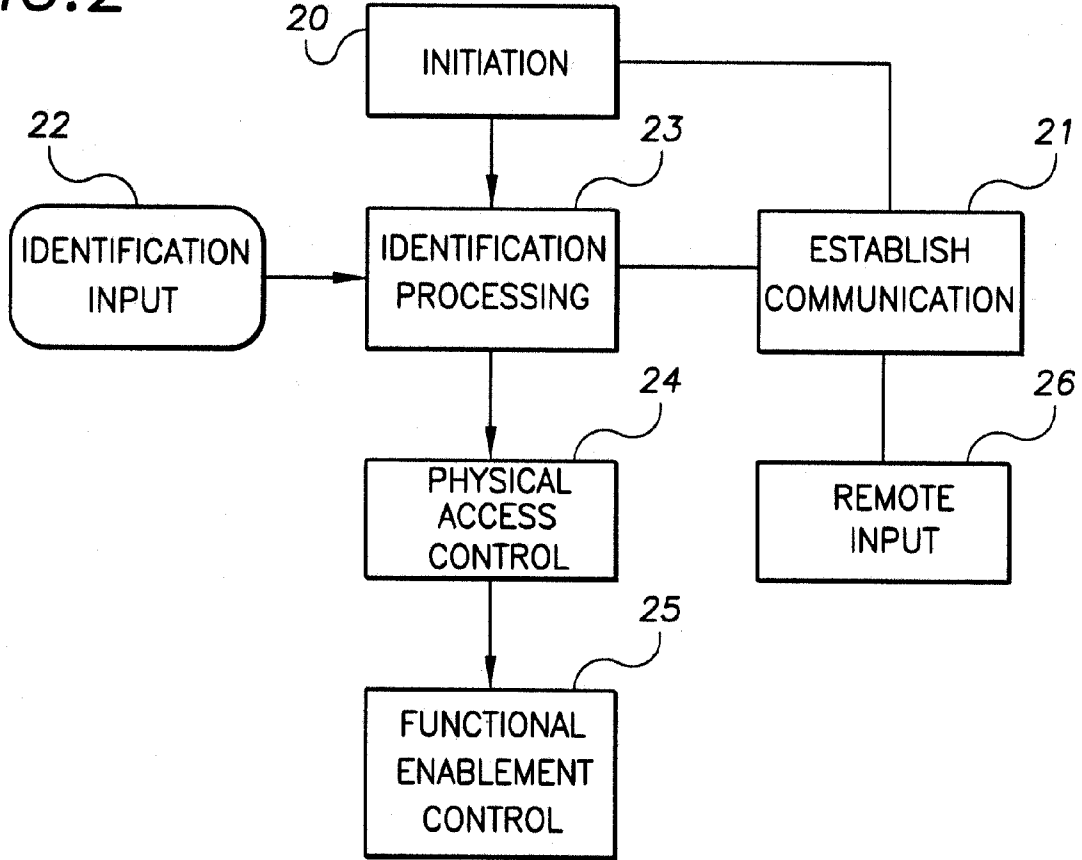 FIG.2
20
INITIATION
22
23
21
IDENTIFICATION
INPUT
IDENTIFICATION
PROCESSING
ESTABLISH
COMMUNICATION
24
26
PHYSICAL
ACCESS
CONTROL
REMOTE
INPUT
25
FUNCTIONAL
ENABLEMENT
CONTROL